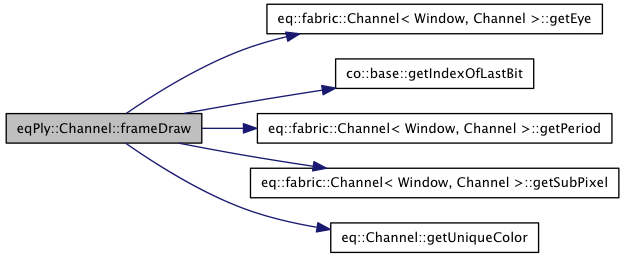 eq::fabric::Channel< Window, Channel >::getEye
co::base::getIndexOfLastBit
eqPly::Channel::frameDraw
eq::fabric::Channel< Window, Channel >::getPeriod
eq::fabric::Channel< Window, Channel >::getSubPixel
eq::Channel::getUniqueColor